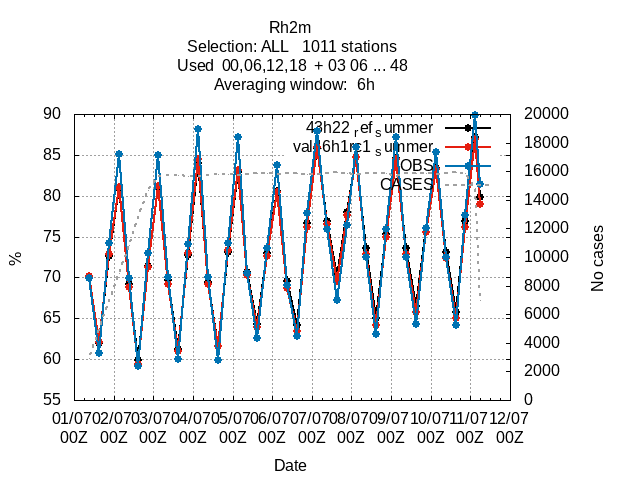 Rh2m
Selection: ALL 1011 stations
Used 00,06,12,18 + 03 06 ... 48
Averaging window: 6h
43h22 ref summer
OBS
CASES
90
85
80
75
70
65
60
55
%
20000
18000
16000
14000
12000
10000
8000
6000
4000
2000
0
No cases
01/07 02/07 03/07 04/07 05/07 06/07 07/07 08/07 09/07 10/07 11/07 12/07
00Z 00Z 00Z 00Z 00Z 00Z 00Z 00Z 00Z 00Z 00Z 00Z
Date